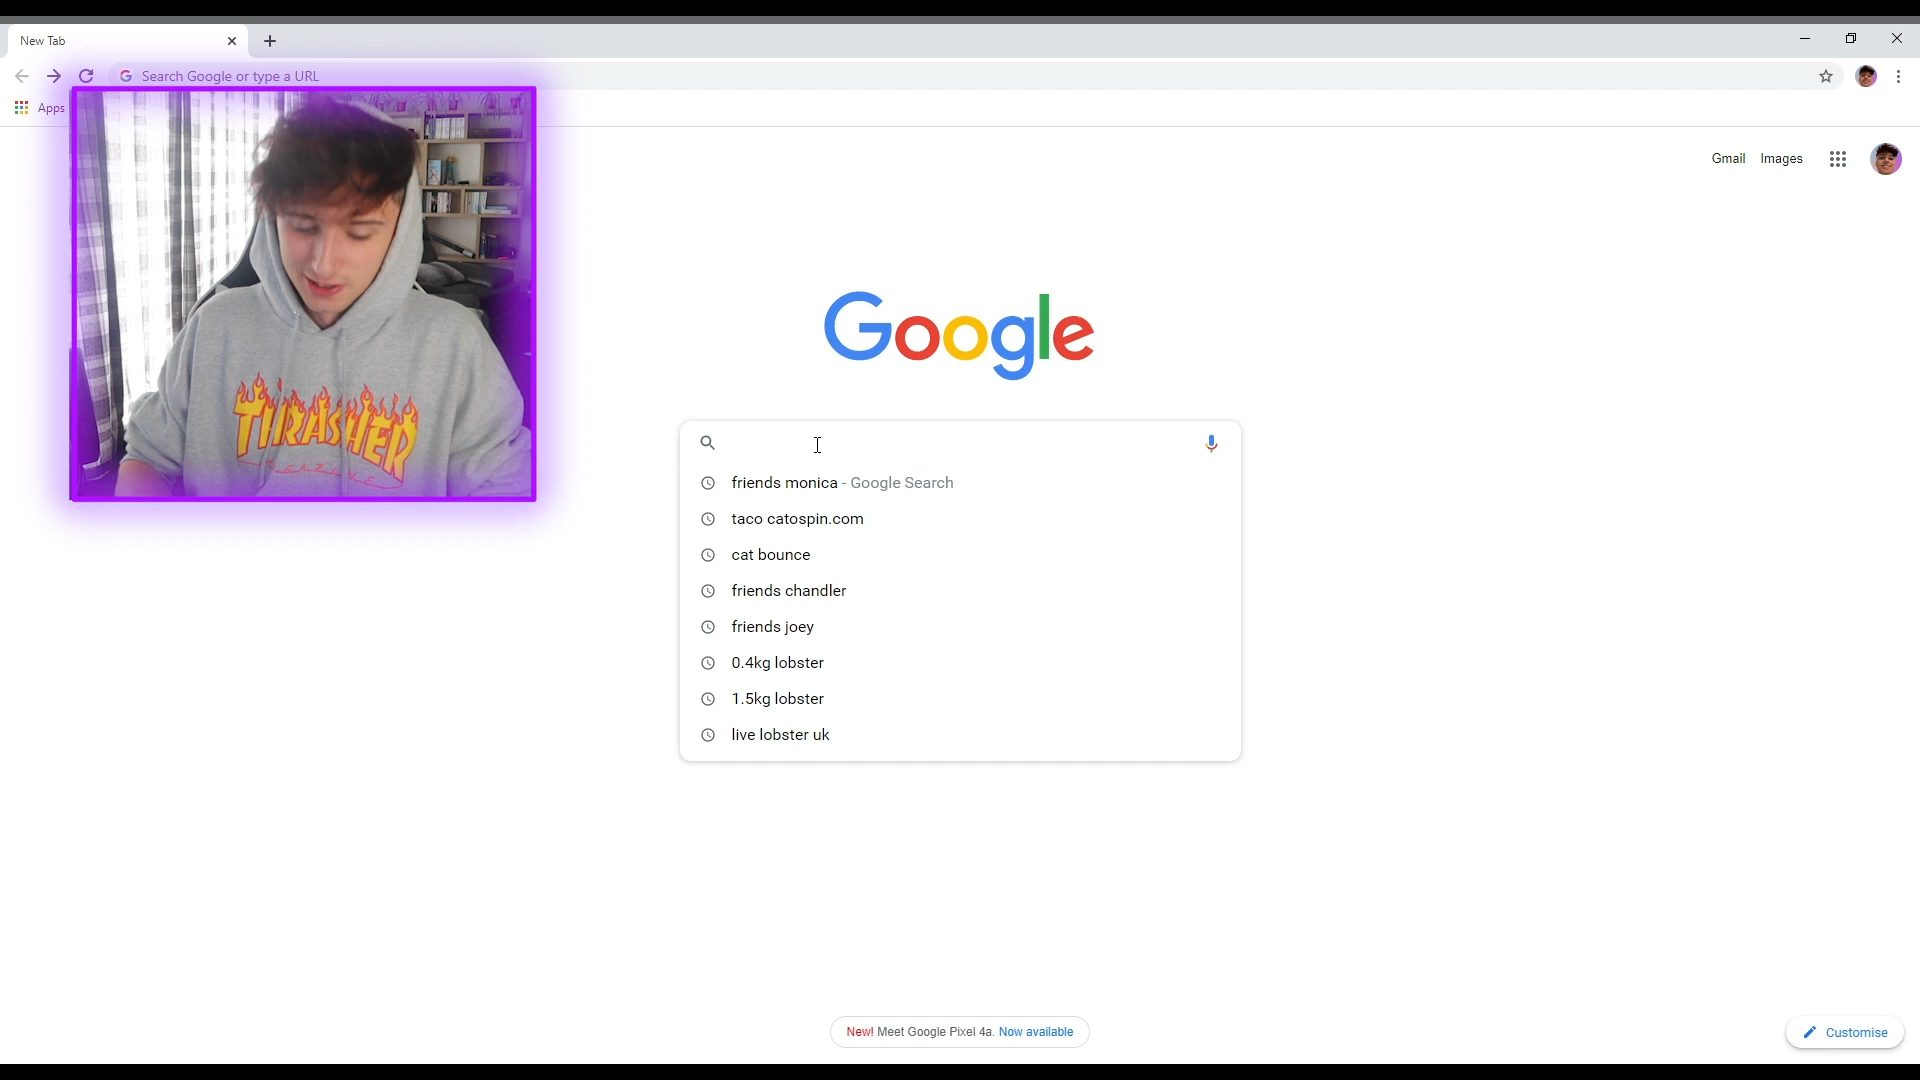 New Tab
Search Google or type a URL
Apps
Gmail Images
THRASHER
MAGAZINE
Google
friends monica - Google Search
taco catospin.com
cat bounce
friends chandler
friends joey
0.4kg lobster
1.5kg lobster
live lobster uk
New! Meet Google Pixel 4a. Now available
Customise